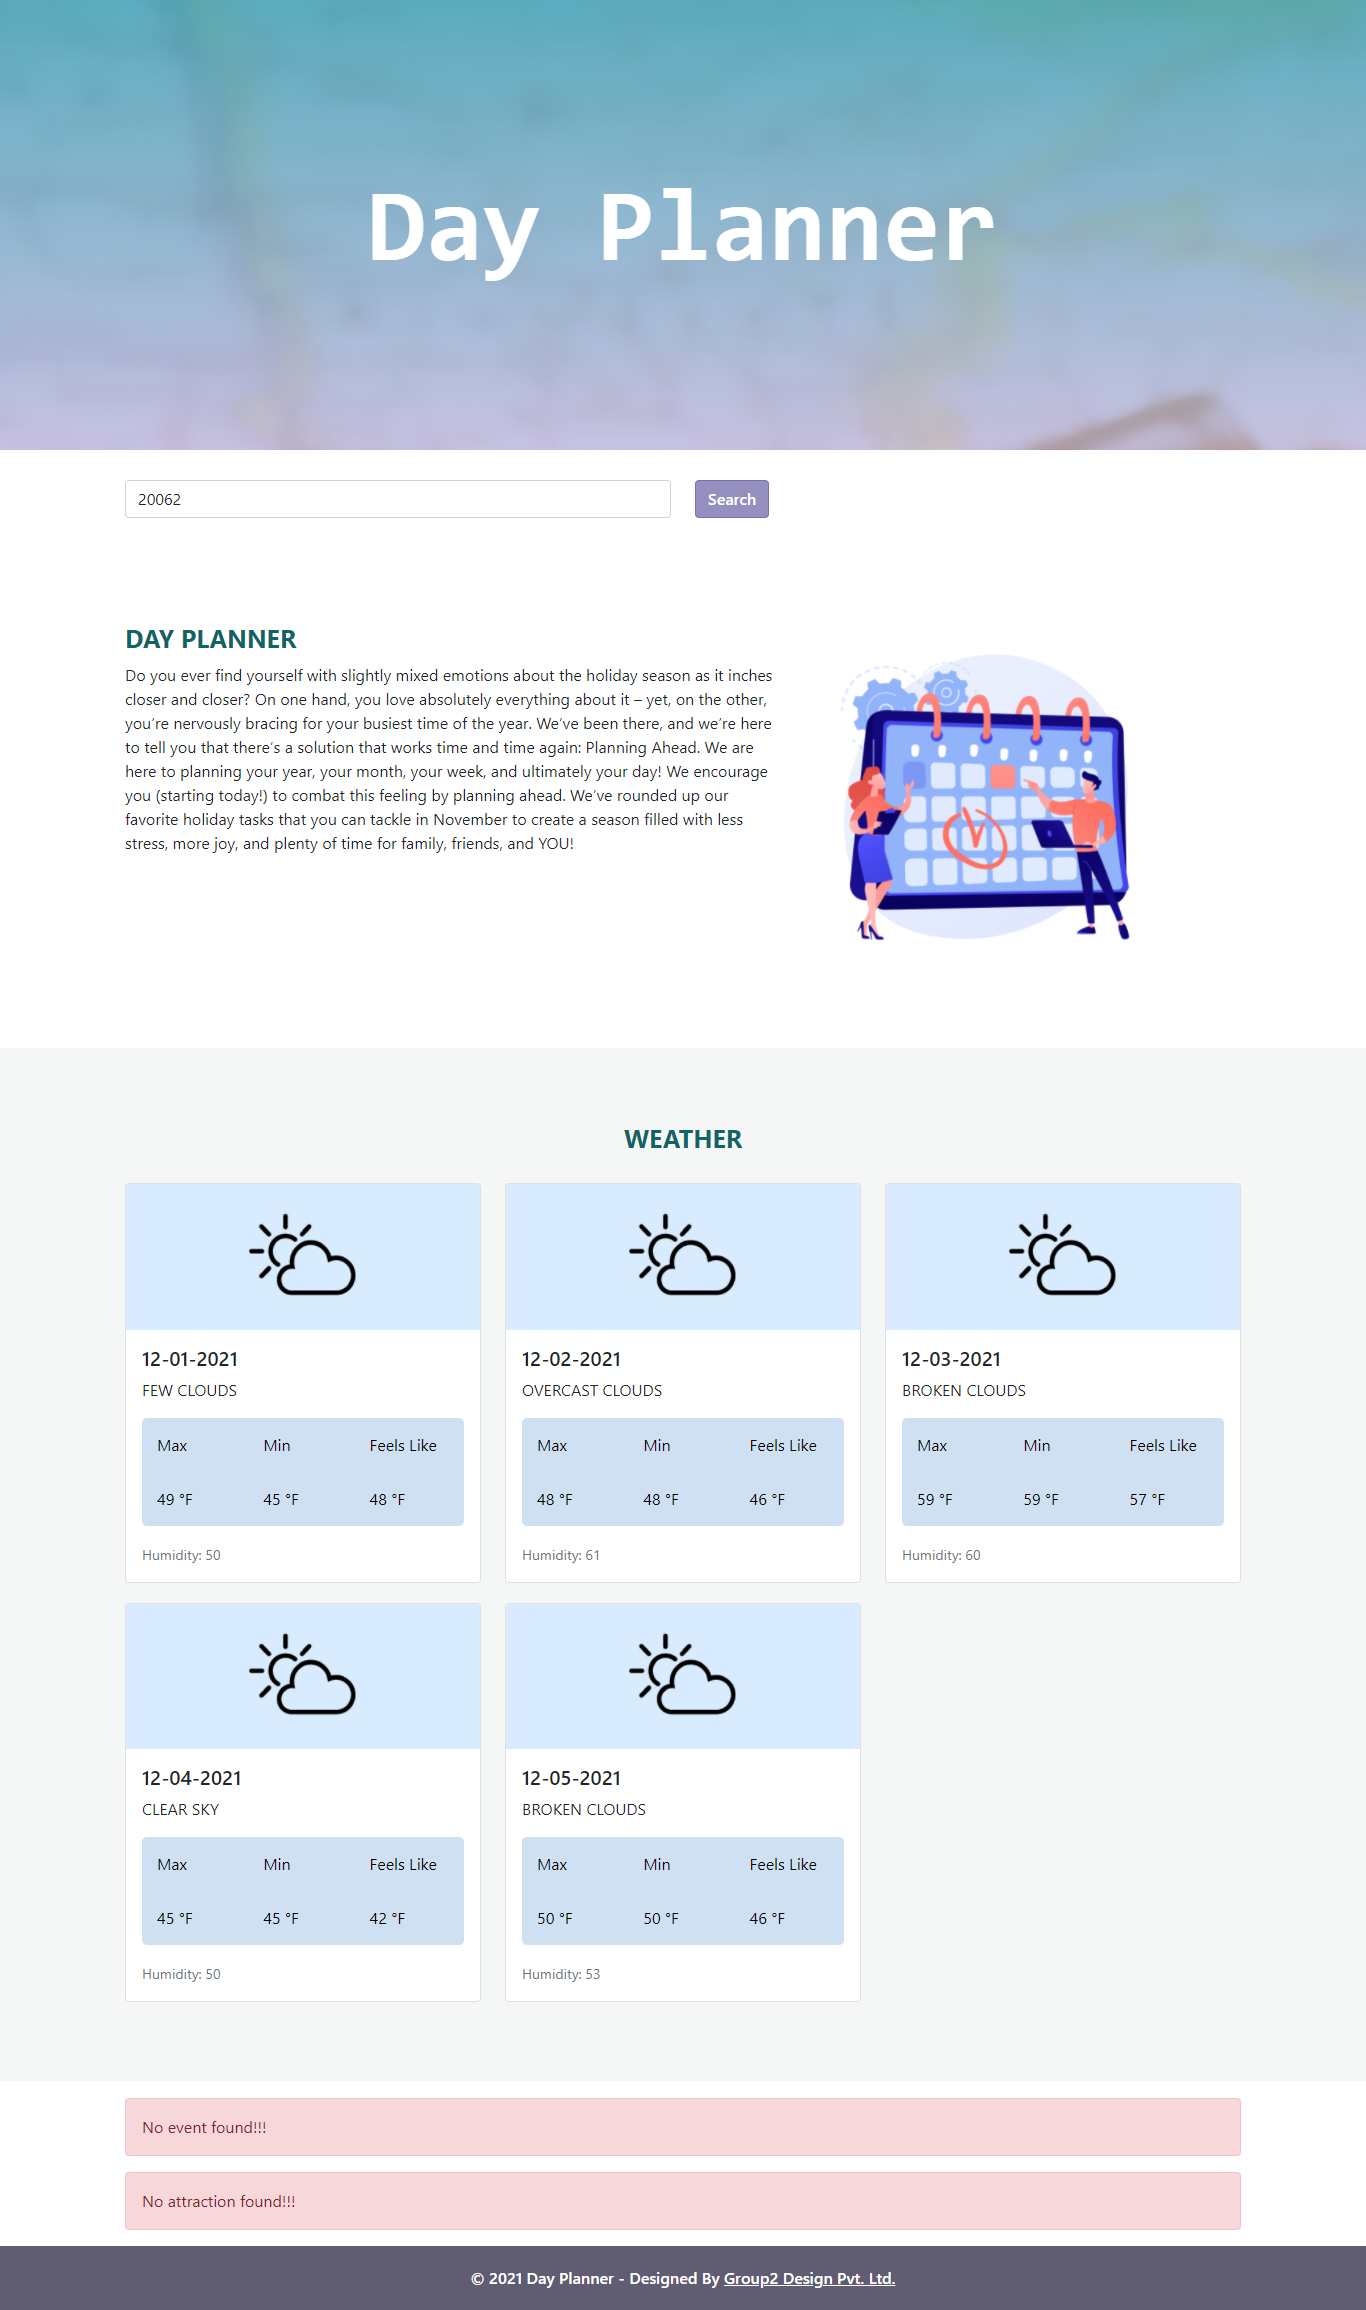 Day Planner
20062
Search
DAY PLANNER
Do you ever find yourself with slightly mixed emotions about the holiday season as it inches
closer and closer? On one hand, you love absolutely everything about it – yet, on the other,
you’re nervously bracing for your busiest time of the year. We’ve been there, and we’re here
to tell you that there’s a solution that works time and time again: Planning Ahead. We are
here to planning your year, your month, your week, and ultimately your day! We encourage
you (starting today!) to combat this feeling by planning ahead. We’ve rounded up our
favorite holiday tasks that you can tackle in November to create a season filled with less
stress, more joy, and plenty of time for family, friends, and YOU!
WEATHER
12-01-2021
FEW CLOUDS
Max Min Feels Like
49 °F 45 °F 48 °F
Humidity: 50
12-02-2021
OVERCAST CLOUDS
Max Min Feels Like
48 °F 48 °F 46 °F
Humidity: 61
12-03-2021
BROKEN CLOUDS
Max Min Feels Like
59 °F 59 °F 57 °F
Humidity: 60
12-04-2021
CLEAR SKY
Max Min Feels Like
45 °F 45 °F 42 °F
Humidity: 50
12-05-2021
BROKEN CLOUDS
Max Min Feels Like
50 °F 50 °F 46 °F
Humidity: 53
No event found!!!
No attraction found!!!
© 2021 Day Planner - Designed By Group2 Design Pvt. Ltd.